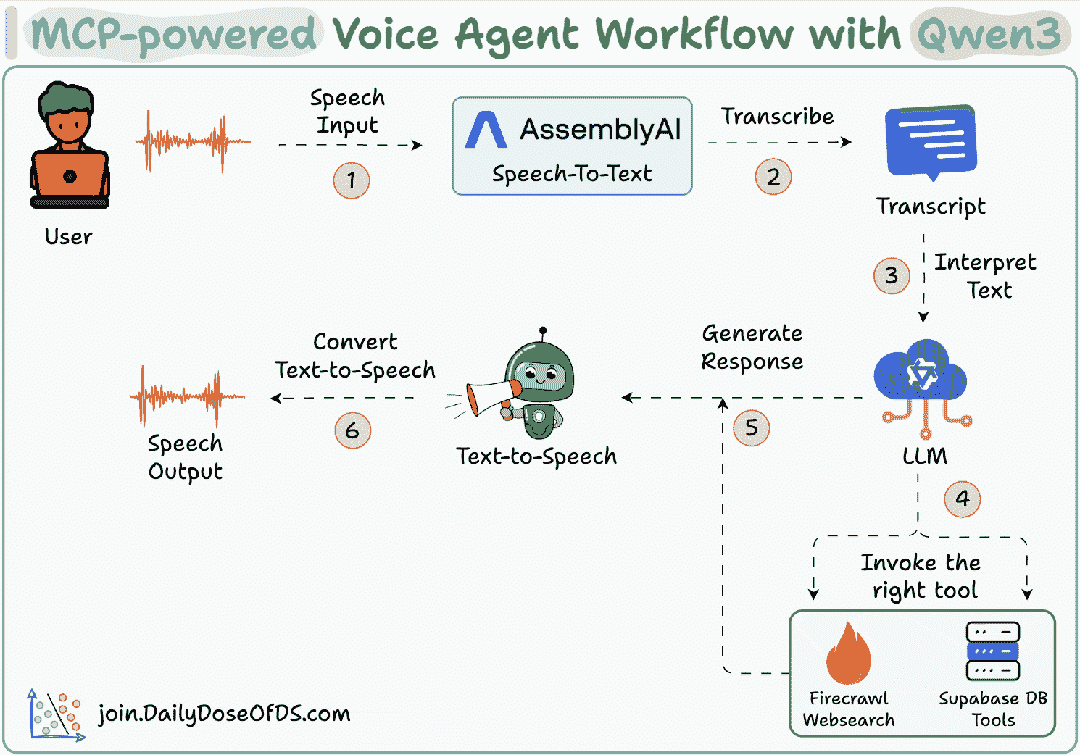 MCP-powered Voice Agent Workflow with Qwen3
Speech
Input
1
AssemblyAI
Speech-To-Text
Transcribe
2
Transcript
User
3
Interpret
Text
Generate
Response
5
LLM
Convert
Text-to-Speech
6
Text-to-Speech
Speech
Output
4
Invoke the
right tool
Firecrawl
Websearch
Supabase DB
Tools
join.DailyDoseOfDS.com